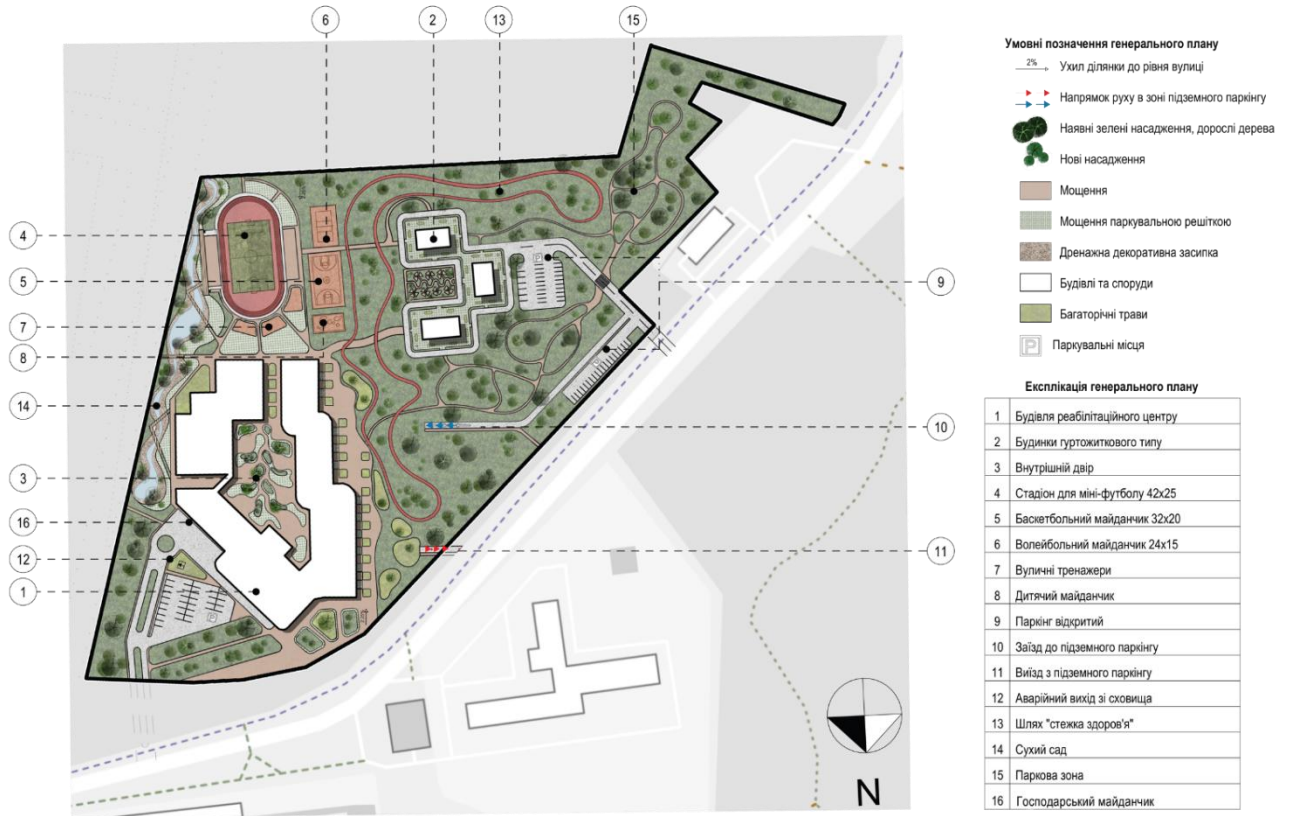 6
2
13
15
4
5
7
8
14
3
16
12
1
9
10
11
P
P
P
N
Умовні позначення генерального плану
2%
Ухил ділянки до рівня вулиці
Напрямок руху в зоні підземного паркінгу
Наявні зелені насадження, дорослі дерева
Нові насадження
Мощення
Мощення паркувальною решіткою
Дренажна декоративна засипка
Будівлі та споруди
Багаторічні трави
P Паркувальні місця
Експлікація генерального плану
1 Будівля реабілітаційного центру
2 Будинки гуртожиткового типу
3 Внутрішній двір
4 Стадіон для міні-футболу 42х25
5 Баскетбольний майданчик 32х20
6 Волейбольний майданчик 24х15
7 Вуличні тренажери
8 Дитячий майданчик
9 Паркінг відкритий
10 Заїзд до підземного паркінгу
11 Виїзд з підземного паркінгу
12 Аварійний вихід зі сховища
13 Шлях "стежка здоров'я"
14 Сухий сад
15 Паркова зона
16 Господарський майданчик